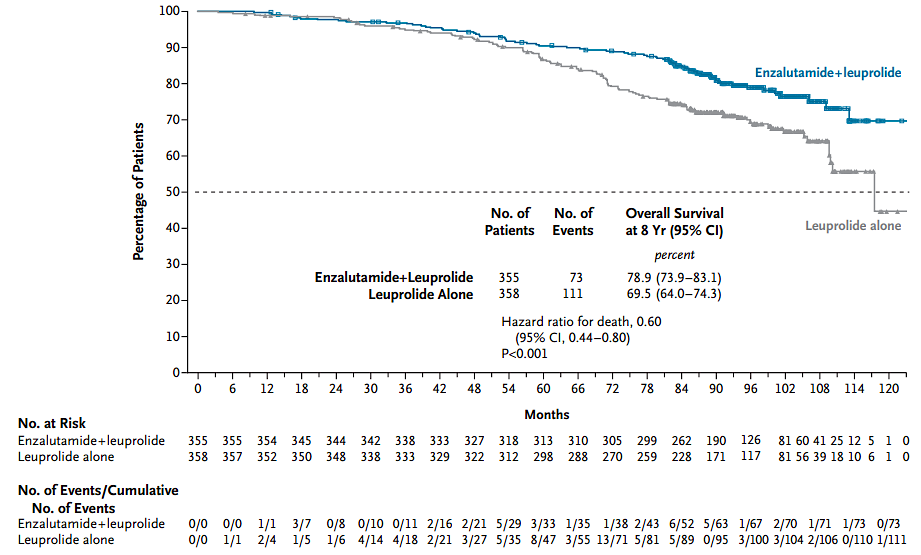 100
90
80
70
60
50
40
30
20
10
0
Percentage of Patients
Enzalutamide+leuprolide
Leuprolide alone
No. of Patients
No. of Events
Overall Survival at 8 Yr (95% CI)
percent
Enzalutamide+Leuprolide 355 73 78.9 (73.9–83.1)
Leuprolide Alone 358 111 69.5 (64.0–74.3)
Hazard ratio for death, 0.60
(95% CI, 0.44–0.80)
P<0.001
0 6 12 18 24 30 36 42 48 54 60 66 72 78 84 90 96 102 108 114 120
Months
No. at Risk
Enzalutamide+leuprolide 355 355 354 345 344 342 338 333 327 318 313 310 305 299 262 190 126 81 60 41 25 12 5 1 0
Leuprolide alone 358 357 352 350 348 338 333 329 322 312 298 288 270 259 228 171 117 81 56 39 18 10 6 1 0
No. of Events/Cumulative
No. of Events
Enzalutamide+leuprolide 0/0 0/0 1/1 3/7 0/8 0/10 0/11 2/16 2/21 5/29 3/33 1/35 1/38 2/43 6/52 5/63 1/67 2/70 1/71 1/73 0/73
Leuprolide alone 0/0 1/1 2/4 1/5 1/6 4/14 4/18 2/21 3/27 5/35 8/47 3/55 13/71 5/81 5/89 0/95 3/100 3/104 2/106 0/110 1/111